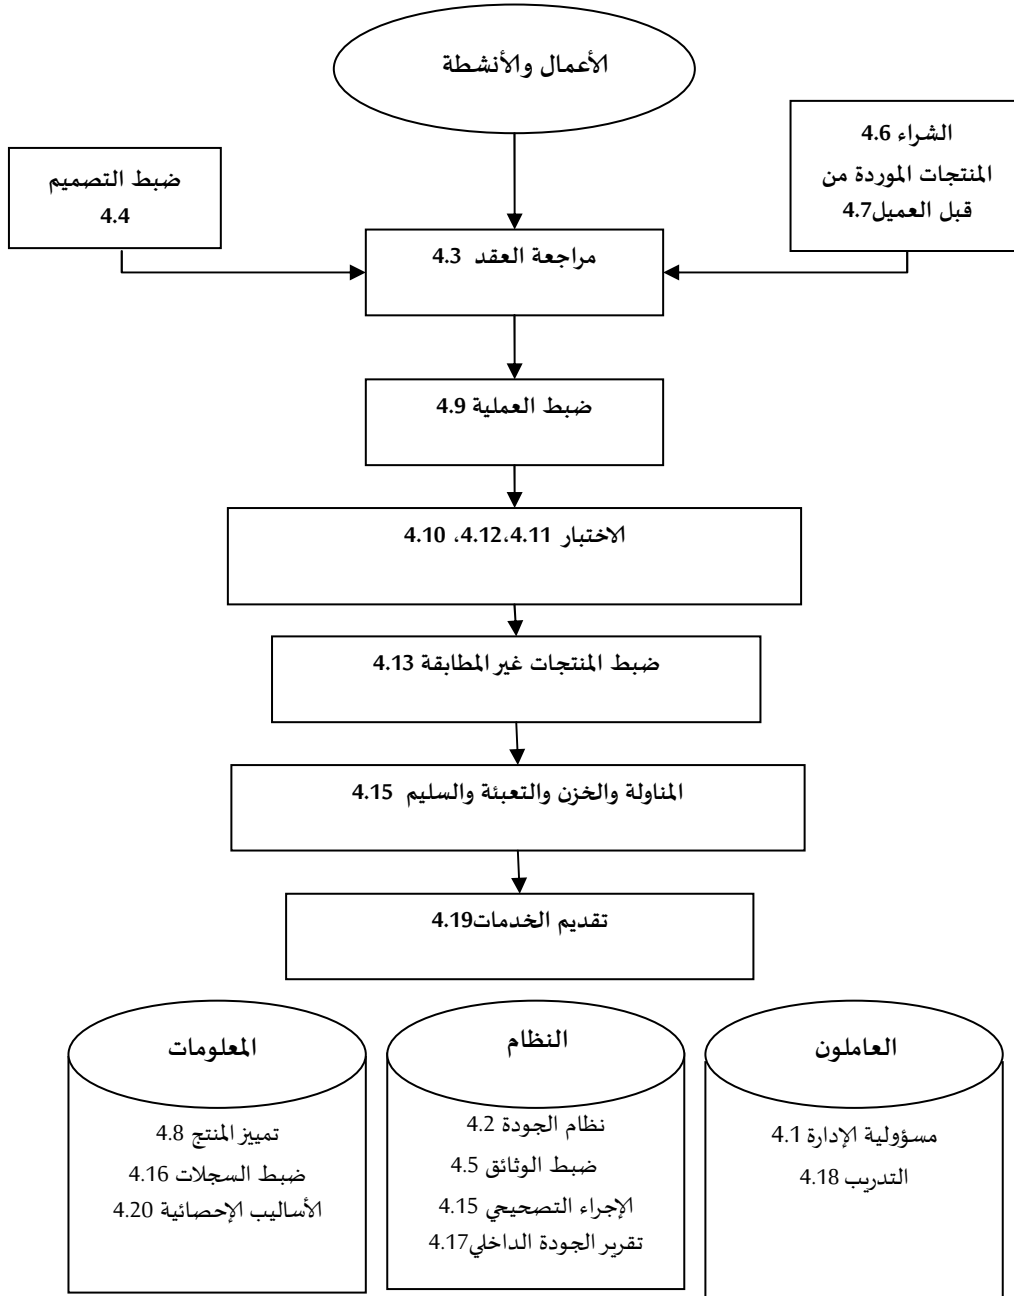 الأعمال والأنشطة
الشراء 4.6
المنتجات الموردة من
قبل العميل4.7
ضبط التصميم
4.4
مراجعة العقد 4.3
ضبط العملية 4.9
الاختبار 4.11،4.12، 4.10
ضبط المنتجات غير المطابقة 4.13
المناولة والخزن والتعبئة والسليم 4.15
تقديم الخدمات4.19
العاملون
مسؤولية الإدارة 4.1
التدريب 4.18
النظام
نظام الجودة 4.2
ضبط الوثائق 4.5
الإجراء التصحيحي 4.15
تقرير الجودة الداخلي4.17
المعلومات
تمييز المنتج 4.8
ضبط السجلات 4.16
الأساليب الإحصائية 4.20